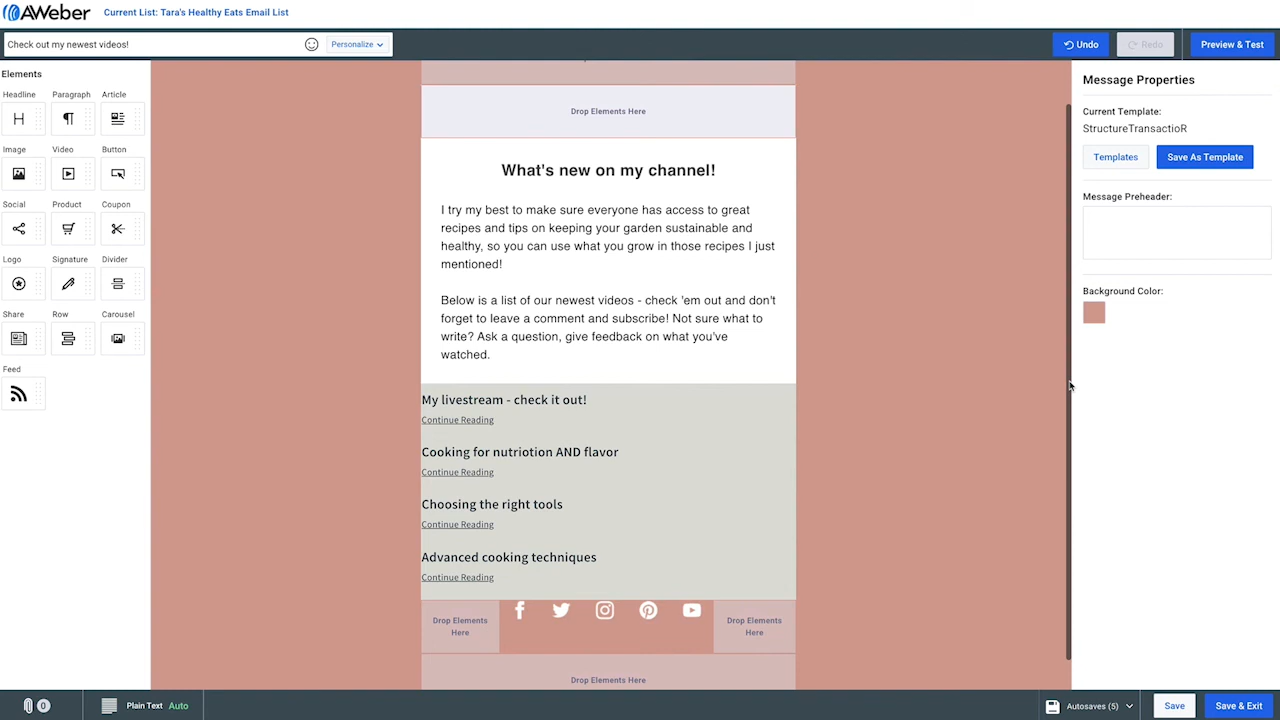 AWeber
Current List: Tara's Healthy Eats Email List
Check out my newest videos!
Personalize
Undo
Redo
Preview & Test
Elements
Headline
Paragraph
Article
Image
Video
Button
Social
Product
Coupon
Logo
Signature
Divider
Share
Row
Carousel
Feed
Drop Elements Here
What's new on my channel!
I try my best to make sure everyone has access to great
recipes and tips on keeping your garden sustainable and
healthy, so you can use what you grow in those recipes I just
mentioned!
Below is a list of our newest videos - check 'em out and don't
forget to leave a comment and subscribe! Not sure what to
write? Ask a question, give feedback on what you've
watched.
My livestream - check it out!
Continue Reading
Cooking for nutriotion AND flavor
Continue Reading
Choosing the right tools
Continue Reading
Advanced cooking techniques
Continue Reading
Drop Elements
Here
Drop Elements
Here
Drop Elements Here
Message Properties
Current Template:
StructureTransactioR
Templates
Save As Template
Message Preheader:
Background Color:
0
Plain Text Auto
Autosaves (5)
Save
Save & Exit